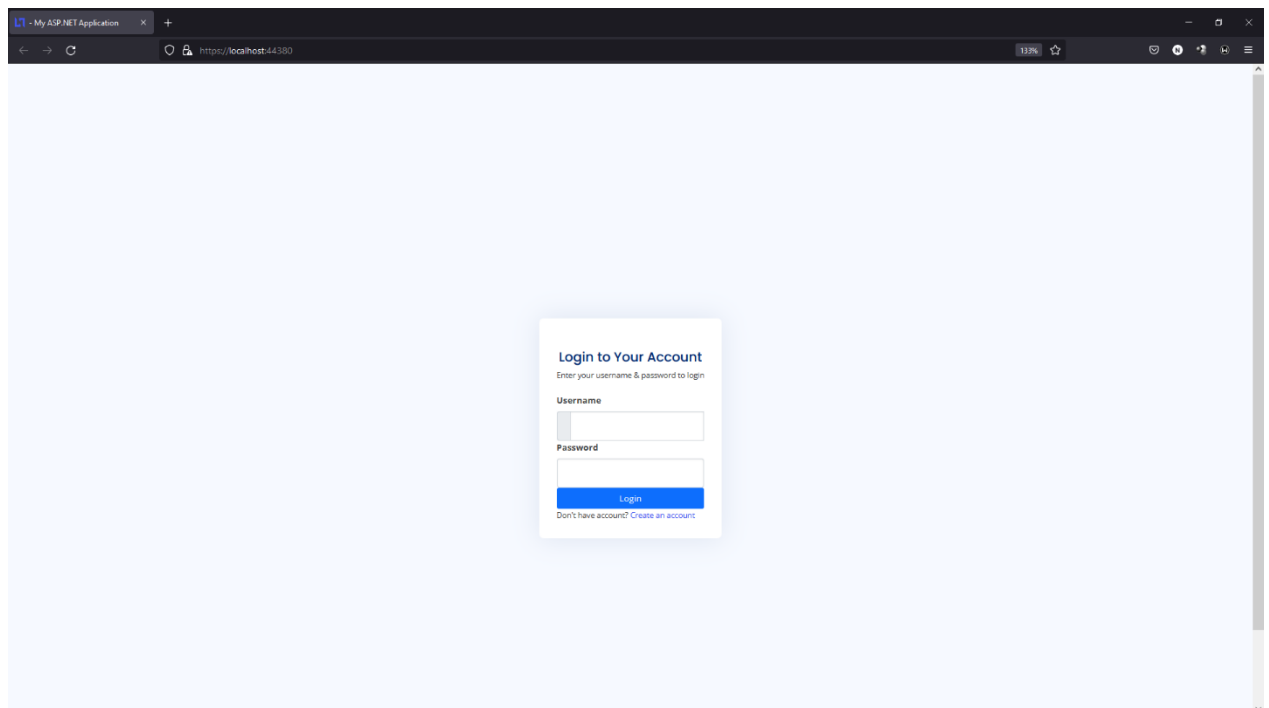 - My ASP.NET Application
https://localhost:44380
133%
N
Login to Your Account
Enter your username & password to login
Username
Password
Login
Don't have account? Create an account